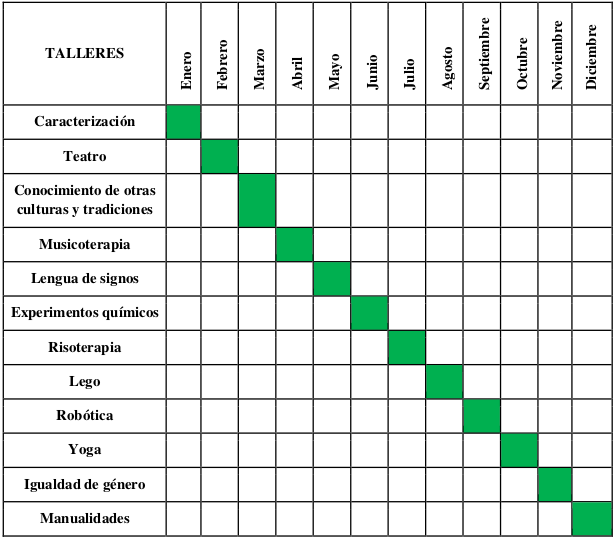 TALLERES
Enero
Febrero
Marzo
Abril
Mayo
Junio
Julio
Agosto
Septiembre
Octubre
Noviembre
Diciembre
Caracterización
Teatro
Conocimiento de otras
culturas y tradiciones
Musicoterapia
Lengua de signos
Experimentos químicos
Risoterapia
Lego
Robótica
Yoga
Igualdad de género
Manualidades